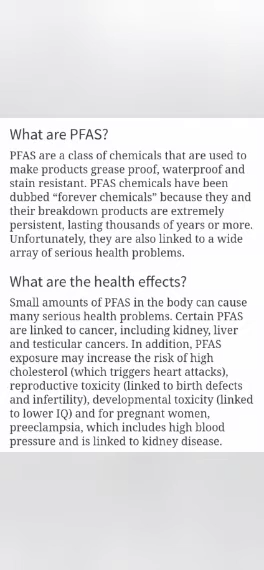 What are PFAS?
PFAS are a class of chemicals that are used to
make products grease proof, waterproof and
stain resistant. PFAS chemicals have been
dubbed “forever chemicals” because they and
their breakdown products are extremely
persistent, lasting thousands of years or more.
Unfortunately, they are also linked to a wide
array of serious health problems.
What are the health effects?
Small amounts of PFAS in the body can cause
many serious health problems. Certain PFAS
are linked to cancer, including kidney, liver
and testicular cancers. In addition, PFAS
exposure may increase the risk of high
cholesterol (which triggers heart attacks),
reproductive toxicity (linked to birth defects
and infertility), developmental toxicity (linked
to lower IQ) and for pregnant women,
preeclampsia, which includes high blood
pressure and is linked to kidney disease.